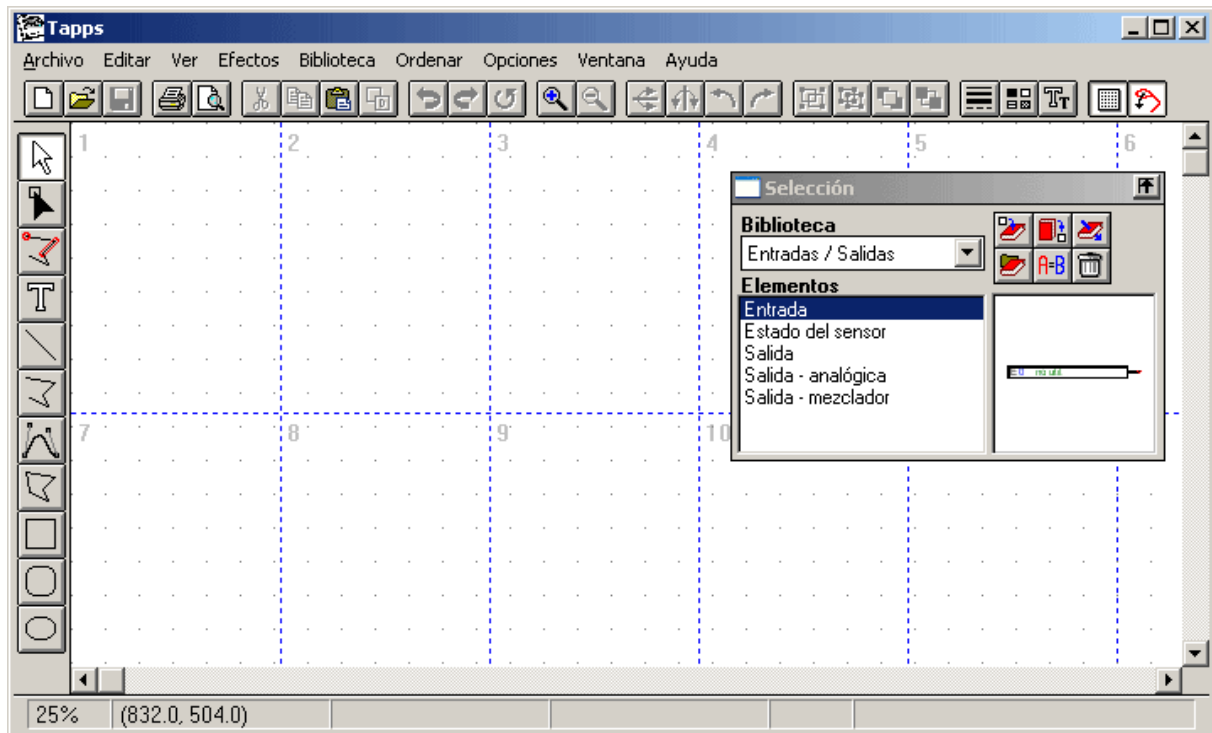 Tapps
Archivo Editar Ver Efectos Biblioteca Ordenar Opciones Ventana Ayuda
1 2 3 4 5 6
Selección
Biblioteca
Entradas / Salidas
A=B
Elementos
Entrada
Estado del sensor
Salida
Salida - analógica
Salida - mezclador
7 8 9 10
25% (832.0, 504.0)